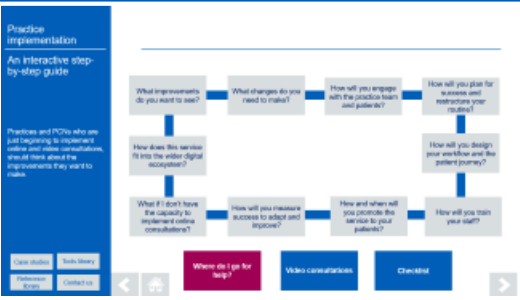 Practice
implementation
An interactive step-
by-step guide
Practices and PCNs who are
just beginning to implement
online and video consultations,
should think about the
improvements they want to
make.
Case studies
Tools library
Reference
library
Contact us
What improvements
do you want to see?
What changes do you
need to make?
How will you engage
with the practice team
and patients?
How will you plan for
success and
restructure your
routine?
How does this service
fit into the wider digital
ecosystem?
How will you design
your workflow and the
patient journey?
What if I don't have
the capacity to
implement online
consultations?
How will you measure
success to adapt and
improve?
How and when will
you promote the
service to your
patients?
How will you train
your staff?
Where do I go for
help?
Video consultations
Checklist